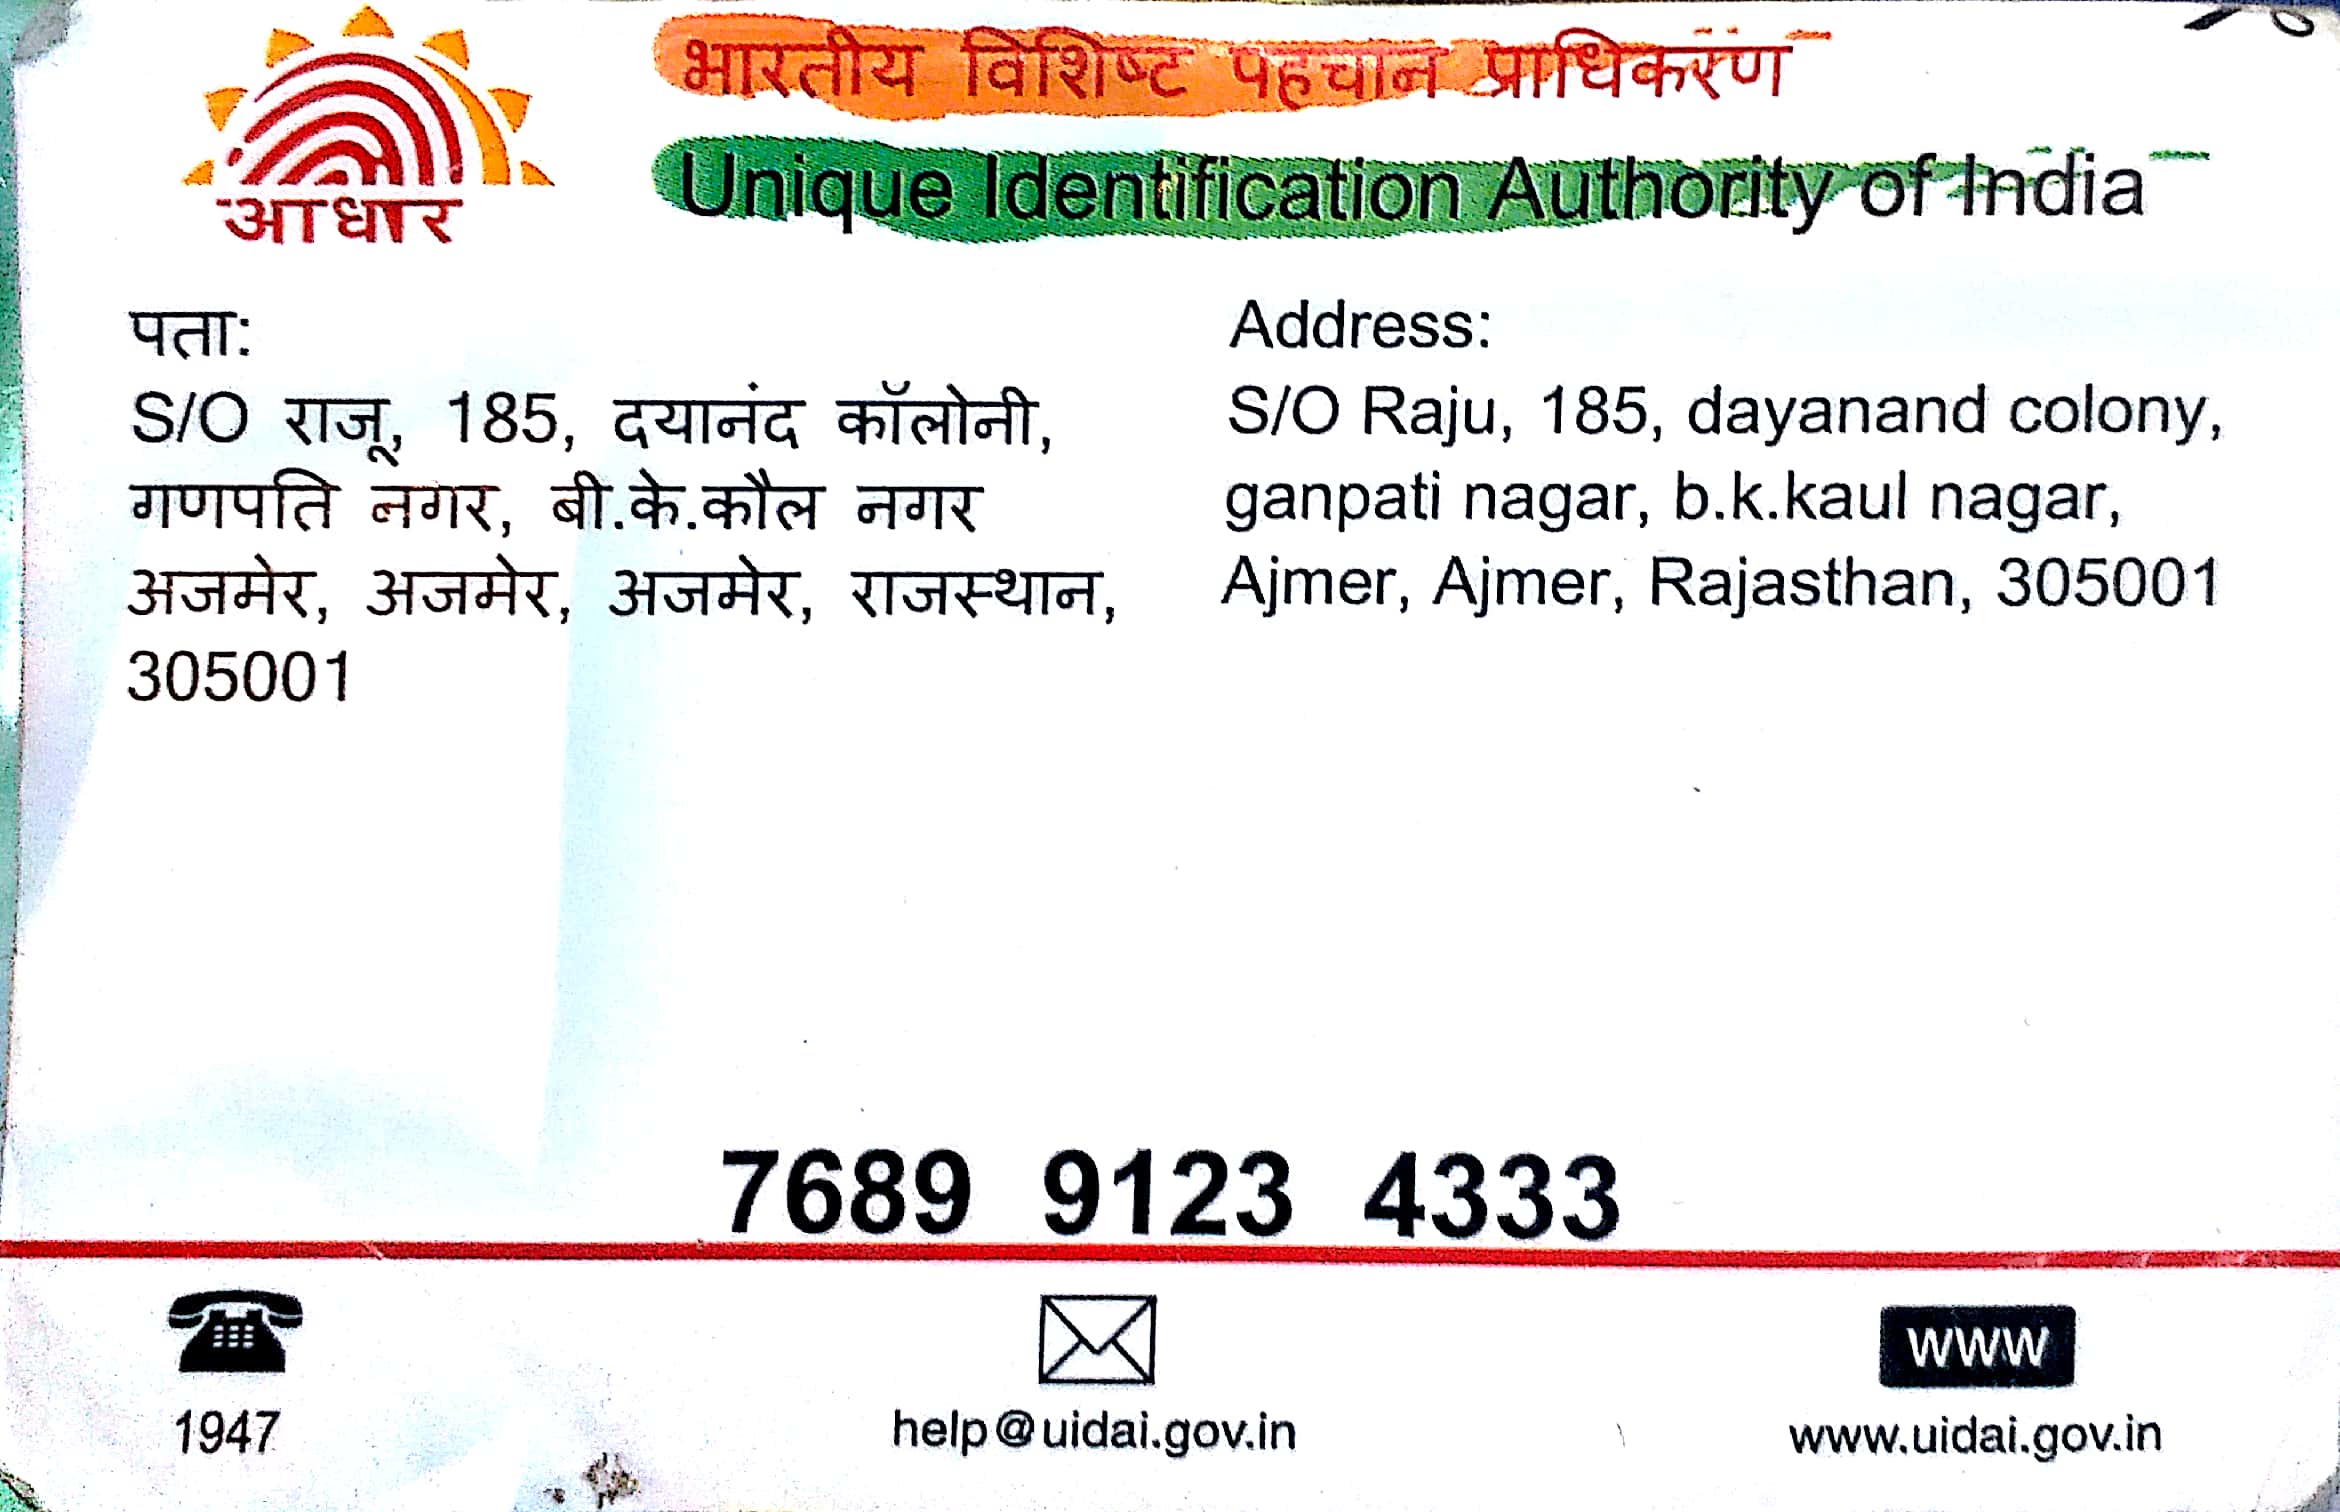 भारतीय विशिष्ट पहचान प्राधिकरण
Unique Identification Authority of India
आधार
पता:
S/O राजू, 185, दयानंद कॉलोनी,
गणपति नगर, बी.के.कौल नगर
अजमेर, अजमेर, अजमेर, राजस्थान,
305001
Address:
S/O Raju, 185, dayanand colony,
ganpati nagar, b.k.kaul nagar,
Ajmer, Ajmer, Rajasthan, 305001
7689 9123 4333
1947
help@uidai.gov.in
www
www.uidai.gov.in